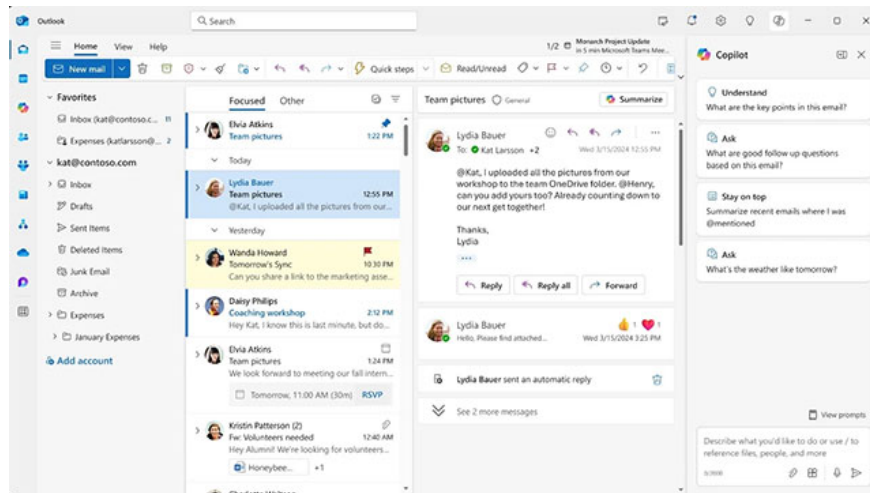 Outlook
Search
Home View Help
1/2 Monarch Project Update
in 5 min Microsoft Teams Mee...
New mail
Quick steps
Read/Unread
Favorites
Inbox (kat@contoso.c... 11
Expenses (katlarsson@... 2
kat@contoso.com
Inbox
Drafts
Sent Items
Deleted Items
Junk Email
Archive
Expenses
January Expenses
Add account
Focused Other
Elvia Atkins
Team pictures 1:22 PM
Today
Lydia Bauer
Team pictures 12:55 PM
@Kat, I uploaded all the pictures from our...
Yesterday
Wanda Howard
Tomorrow's Sync 10:30 PM
Can you share a link to the marketing asse...
Daisy Philips
Coaching workshop 2:12 PM
Hey Kat, I know this is last minute, but do...
Elvia Atkins
Team pictures 1:24 PM
We look forward to meeting our fall intern...
Tomorrow, 11:00 AM (30m) RSVP
Kristin Patterson (2)
Fw: Volunteers needed 12:40 AM
Hey Alumni! We're looking for volunteers...
Honeybee... +1
Team pictures General
Summarize
Lydia Bauer
To: Kat Larsson +2 Wed 3/15/2024 12:55 PM
@Kat, I uploaded all the pictures from our
workshop to the team OneDrive folder. @Henry,
can you add yours too? Already counting down to
our next get together!
Thanks,
Lydia
Reply Reply all Forward
Lydia Bauer 1 1
Hello, Please find attached... Wed 3/15/2024 3:25 PM
Lydia Bauer sent an automatic reply
See 2 more messages
Copilot
Understand
What are the key points in this email?
Ask
What are good follow up questions
based on this email?
Stay on top
Summarize recent emails where I was
@mentioned
Ask
What's the weather like tomorrow?
View prompts
Describe what you'd like to do or use / to
reference files, people, and more